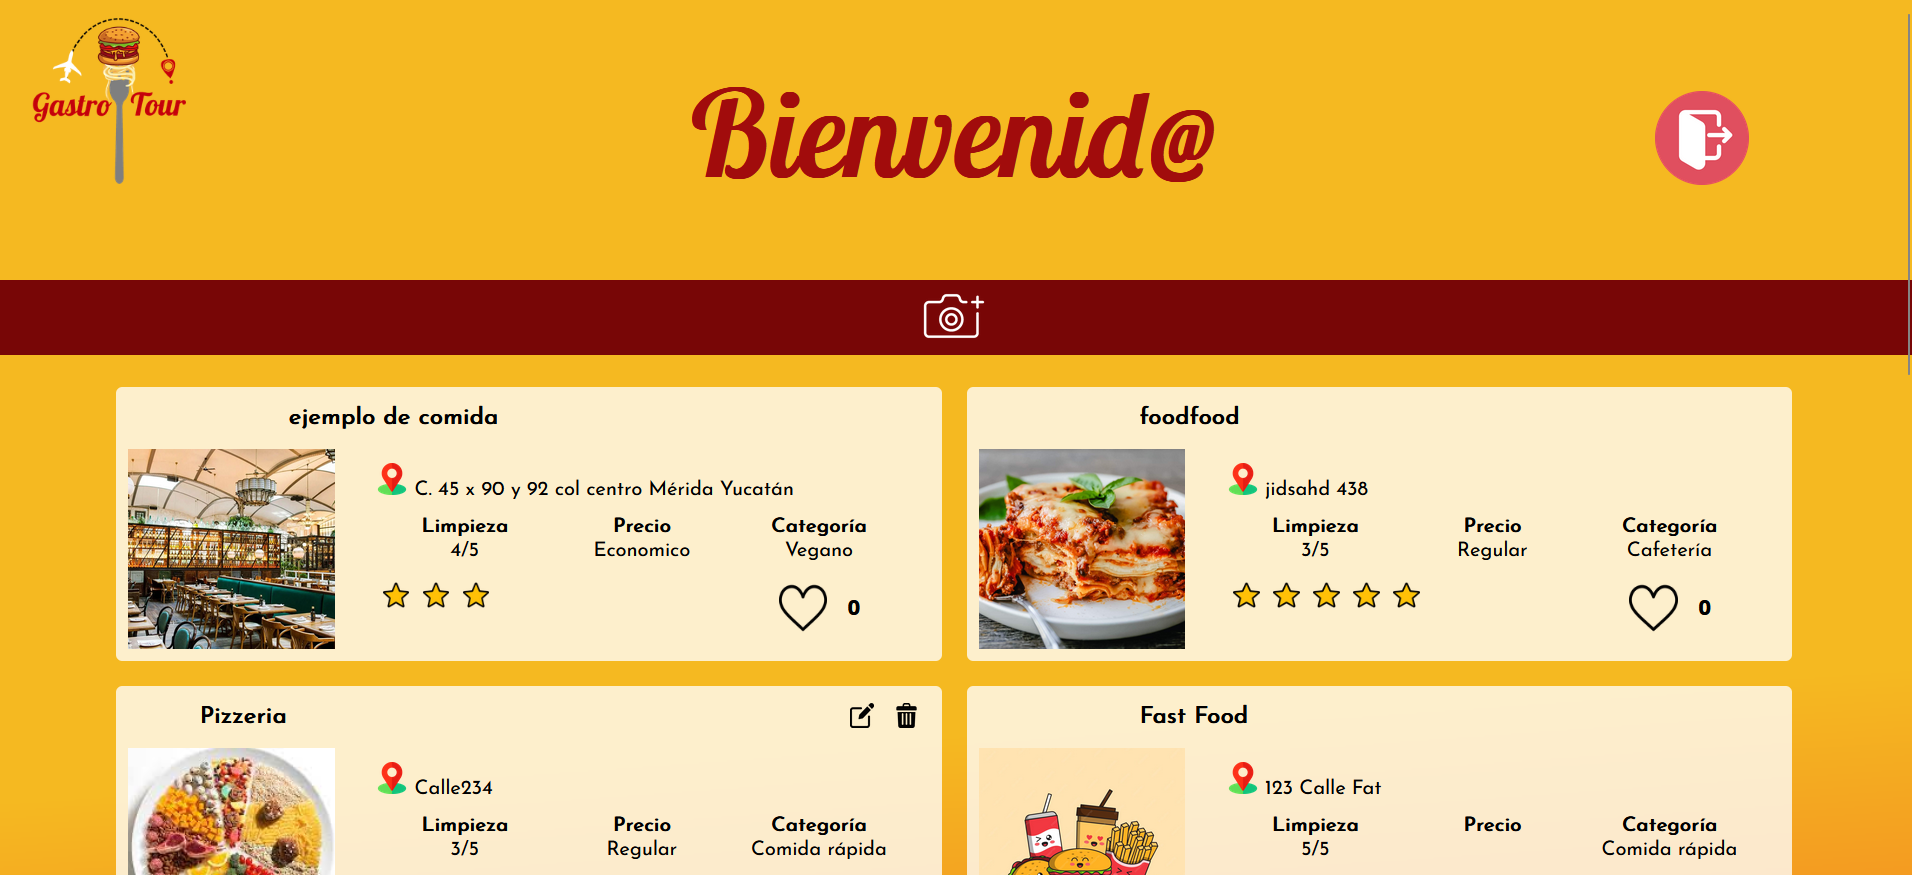 Gastro Tour
Bienvenid@
ejemplo de comida
C. 45 x 90 y 92 col centro Mérida Yucatán
Limpieza Precio Categoría
4/5 Economico Vegano
0
foodfood
jidsahd 438
Limpieza Precio Categoría
3/5 Regular Cafetería
0
Pizzeria
Calle234
Limpieza Precio Categoría
3/5 Regular Comida rápida
Fast Food
123 Calle Fat
Limpieza Precio Categoría
5/5 Comida rápida